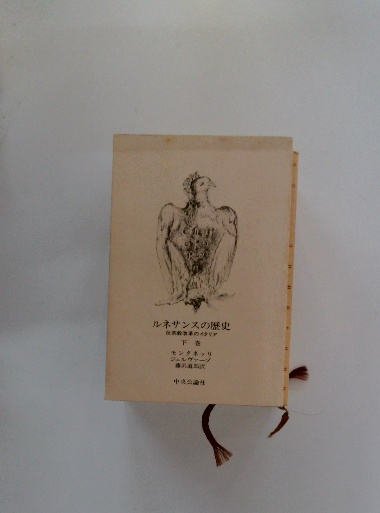 ルネサンスの歴史
反宗教改革のイタリア
下巻
モンタネッリ
ジェルヴァーゾ
藤沢道郎訳
中央公論社